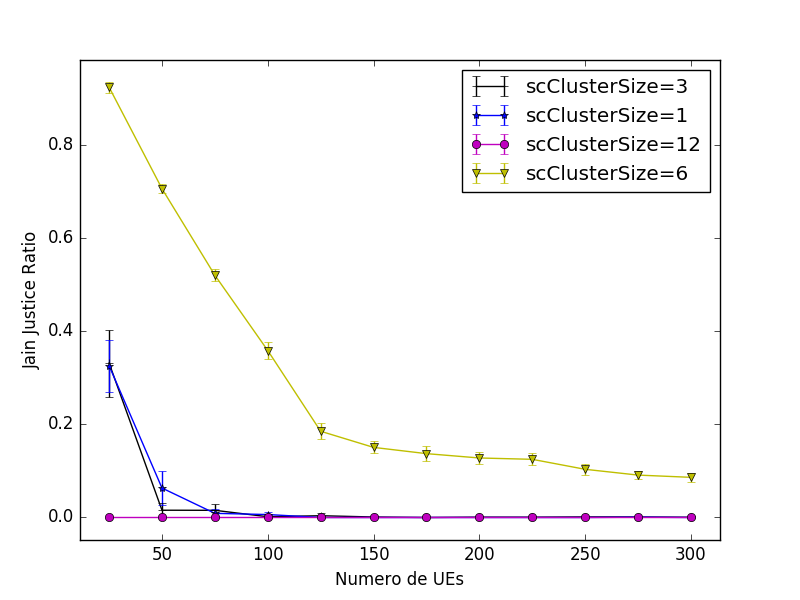 scClusterSize=3
scClusterSize=1
scClusterSize=12
scClusterSize=6
0.8
0.6
0.4
0.2
0.0
Jain Justice Ratio
50 100 150 200 250 300
Numero de UEs